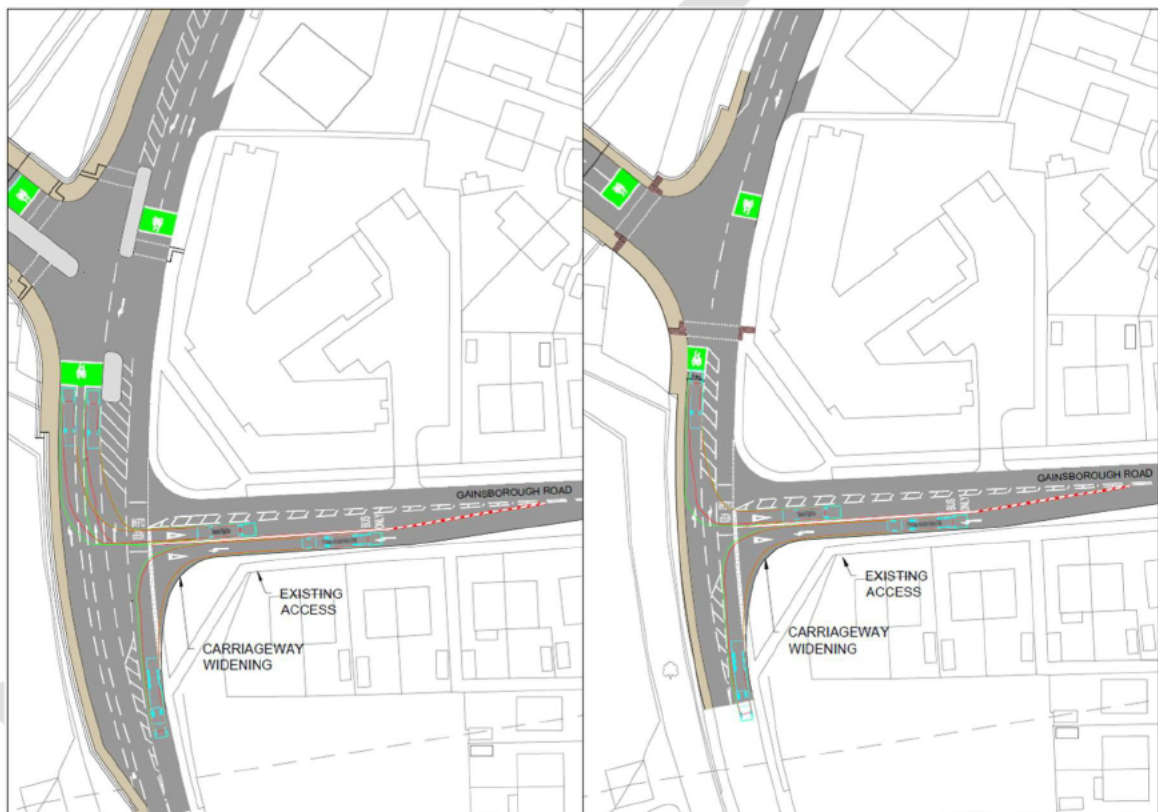 GAINSBOROUGH ROAD
BUS
ONLY
EXISTING
ACCESS
CARRIAGEWAY
WIDENING
GAINSBOROUGH ROAD
BUS
ONLY
EXISTING
ACCESS
CARRIAGEWAY
WIDENING